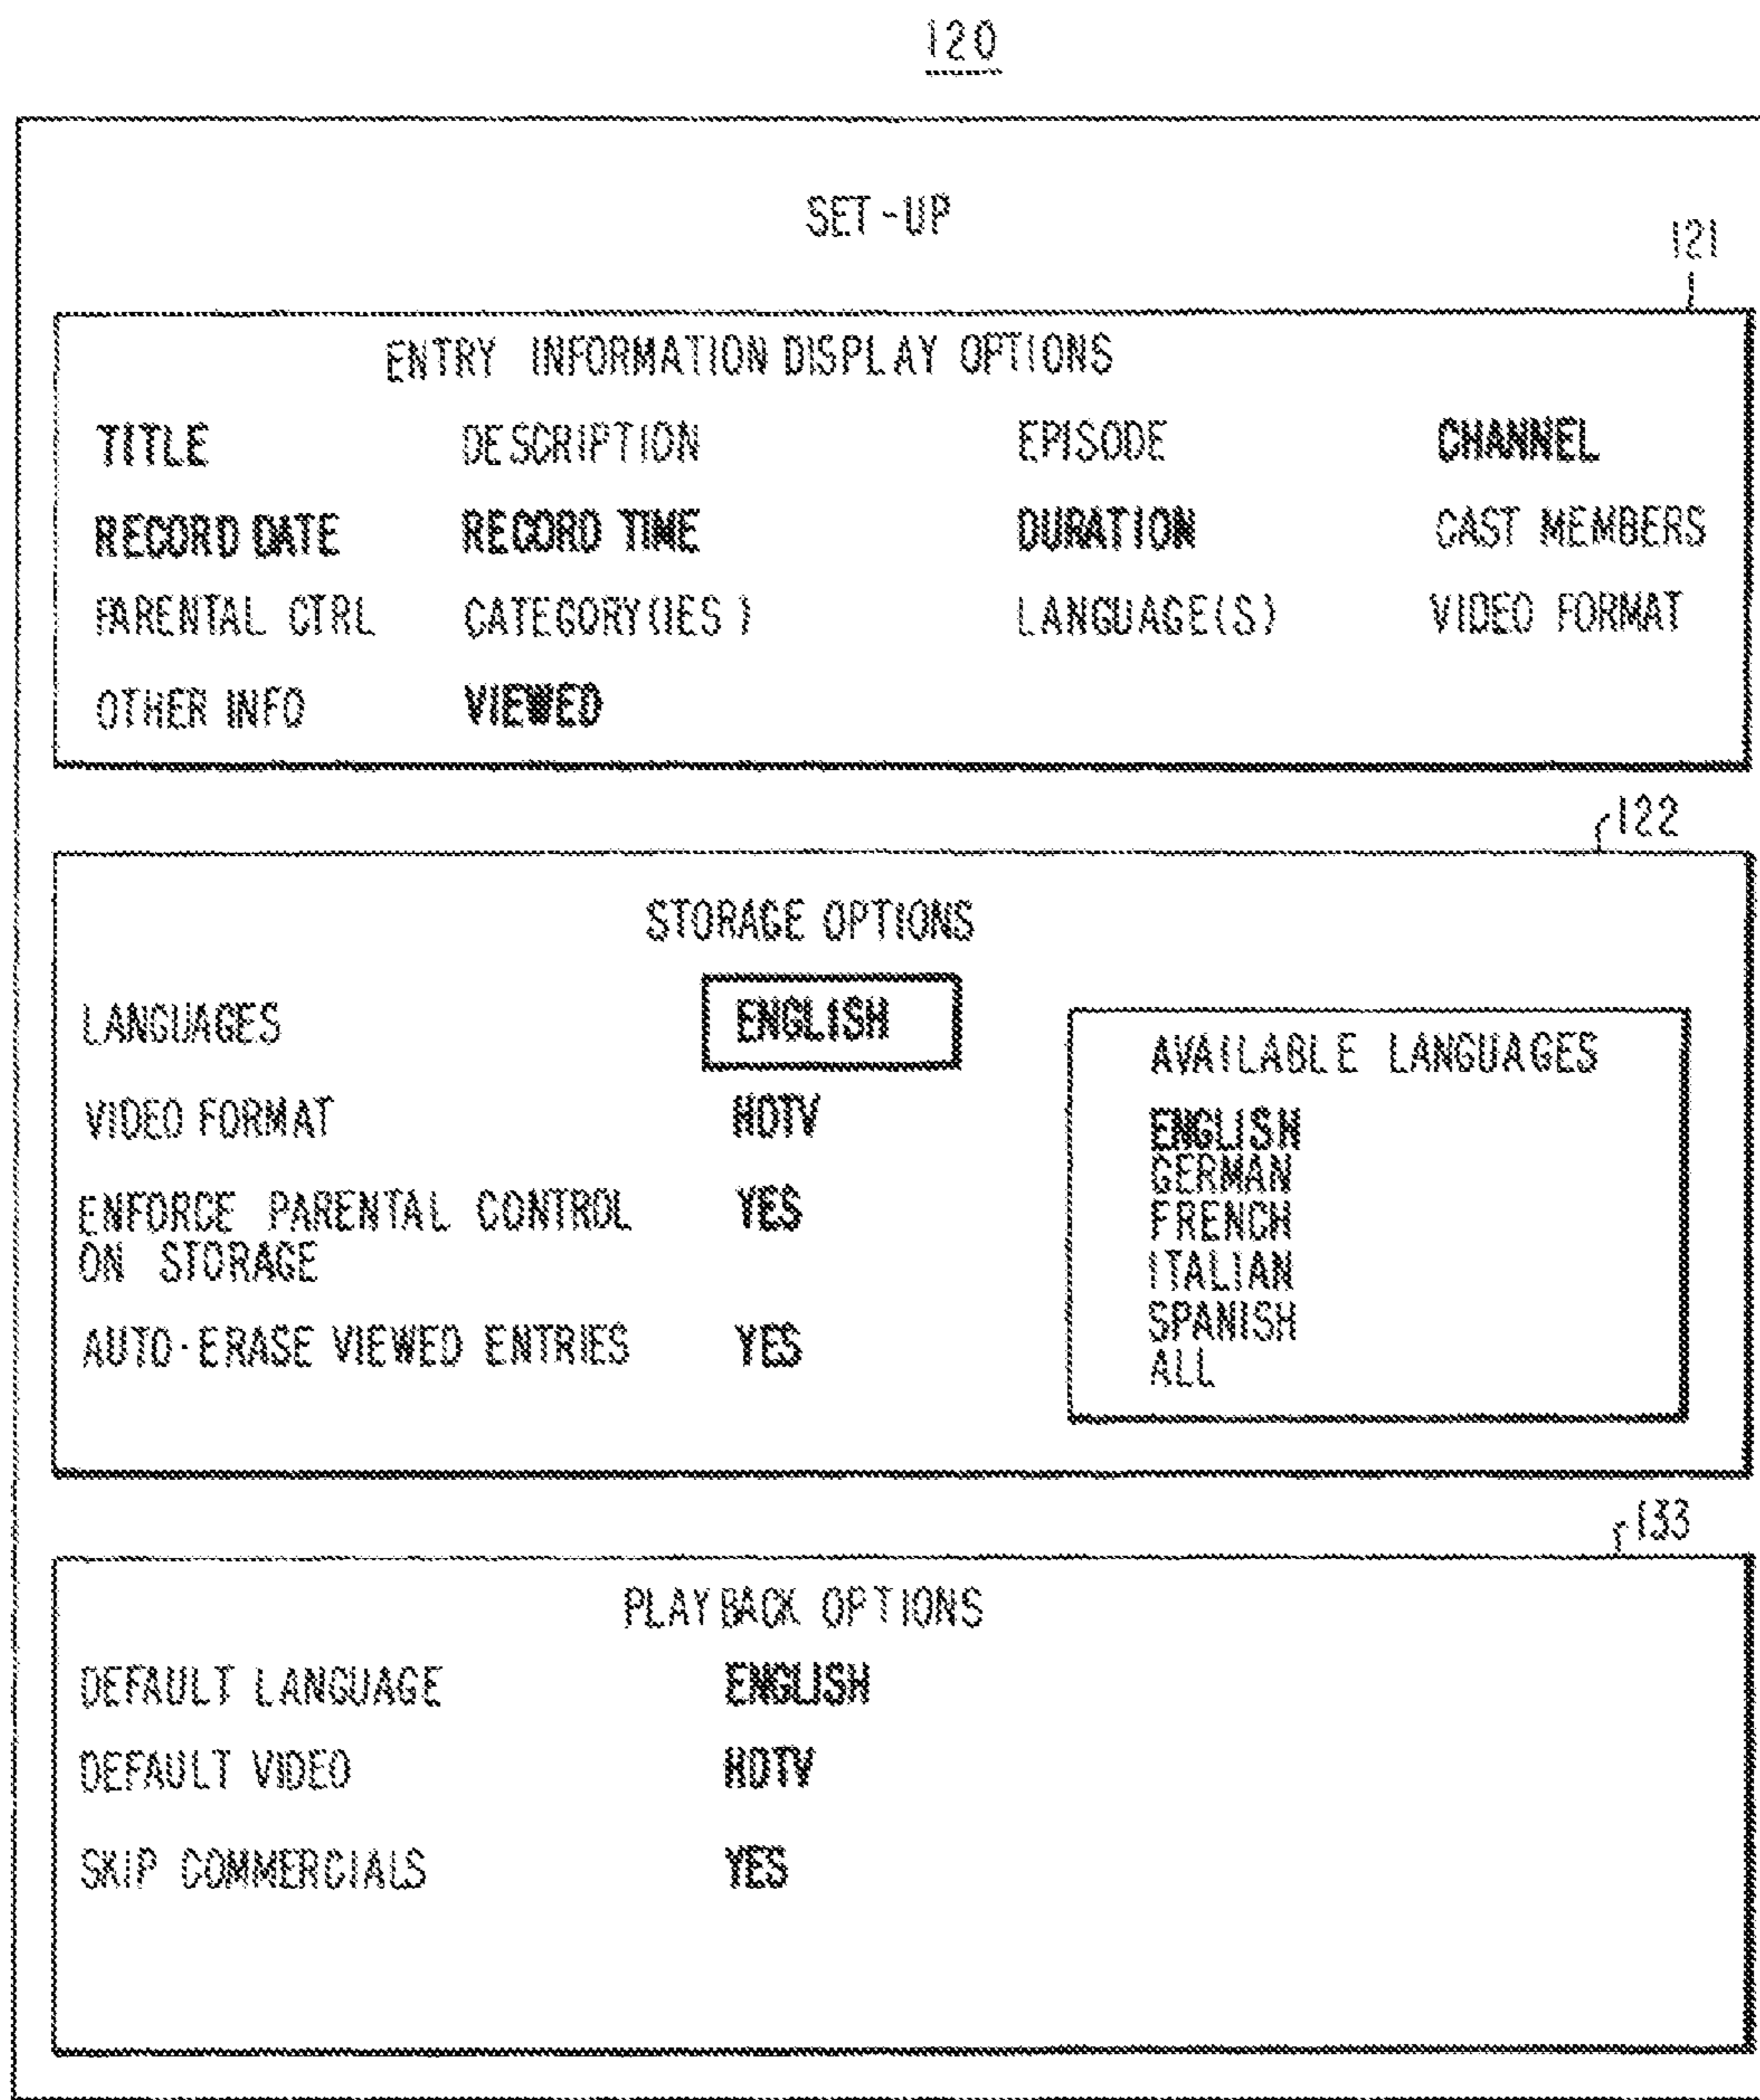 120
SET-UP
121
ENTRY INFORMATION DISPLAY OPTIONS
TITLE DESCRIPTION EPISODE CHANNEL
RECORD DATE RECORD TIME DURATION CAST MEMBERS
PARENTAL CTRL CATEGORY(IES) LANGUAGE(S) VIDEO FORMAT
OTHER INFO VIEWED
122
STORAGE OPTIONS
LANGUAGES ENGLISH
VIDEO FORMAT HDTV
ENFORCE PARENTAL CONTROL YES
ON STORAGE
AUTO-ERASE VIEWED ENTRIES YES
AVAILABLE LANGUAGES
ENGLISH
GERMAN
FRENCH
ITALIAN
SPANISH
ALL
133
PLAYBACK OPTIONS
DEFAULT LANGUAGE ENGLISH
DEFAULT VIDEO HDTV
SKIP COMMERCIALS YES